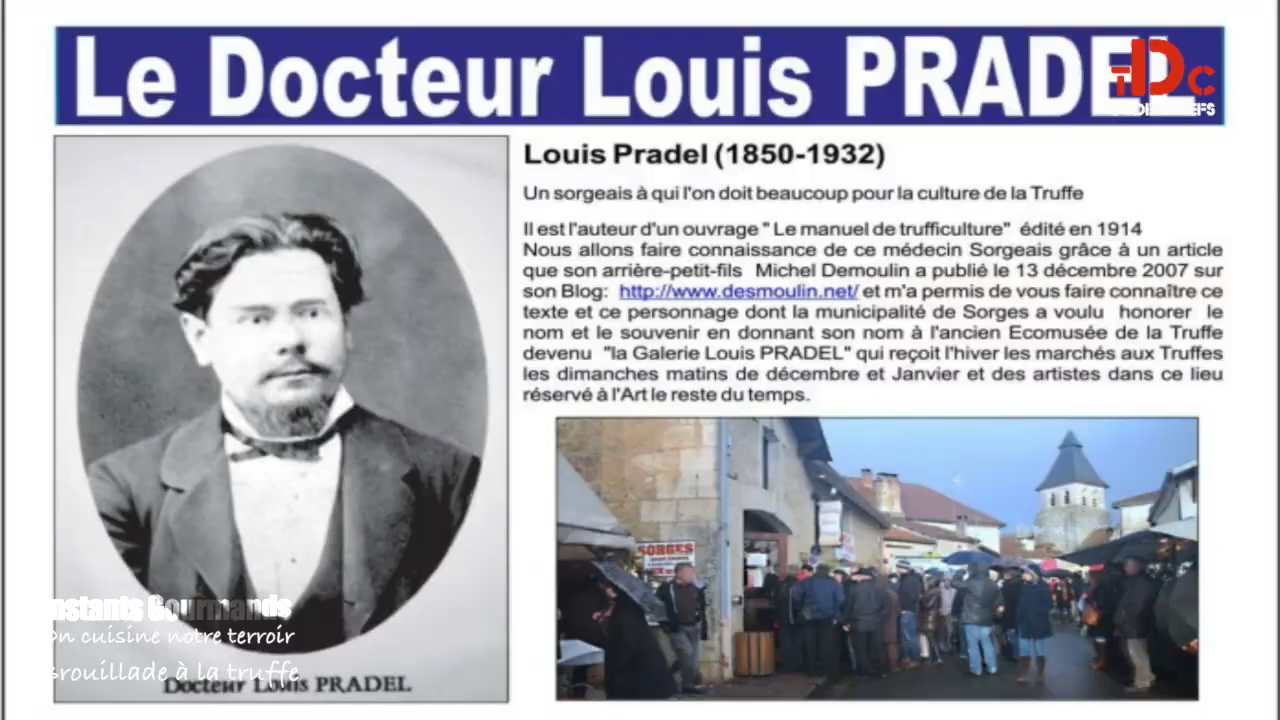 Le Docteur Louis PRADEL
Louis Pradel (1850-1932)
Un sorgeais à qui l'on doit beaucoup pour la culture de la Truffe
Il est l'auteur d'un ouvrage " Le manuel de trufficulture" édité en 1914
Nous allons faire connaissance de ce médecin Sorgeais grâce à un article
que son arrière-petit-fils Michel Demoulin a publié le 13 décembre 2007 sur
son Blog: http://www.desmoulin.net/ et m'a permis de vous faire connaître ce
texte et ce personnage dont la municipalité de Sorges a voulu honorer le
nom et le souvenir en donnant son nom à l'ancien Ecomusée de la Truffe
devenu "la Galerie Louis PRADEL" qui reçoit l'hiver les marchés aux Truffes
les dimanches matins de décembre et Janvier et des artistes dans ce lieu
réservé à l'Art le reste du temps.
SORGES
nstants Gourmands
On cuisine notre terroir
Brouillade à la truffe
Docteur Louis PRADEL